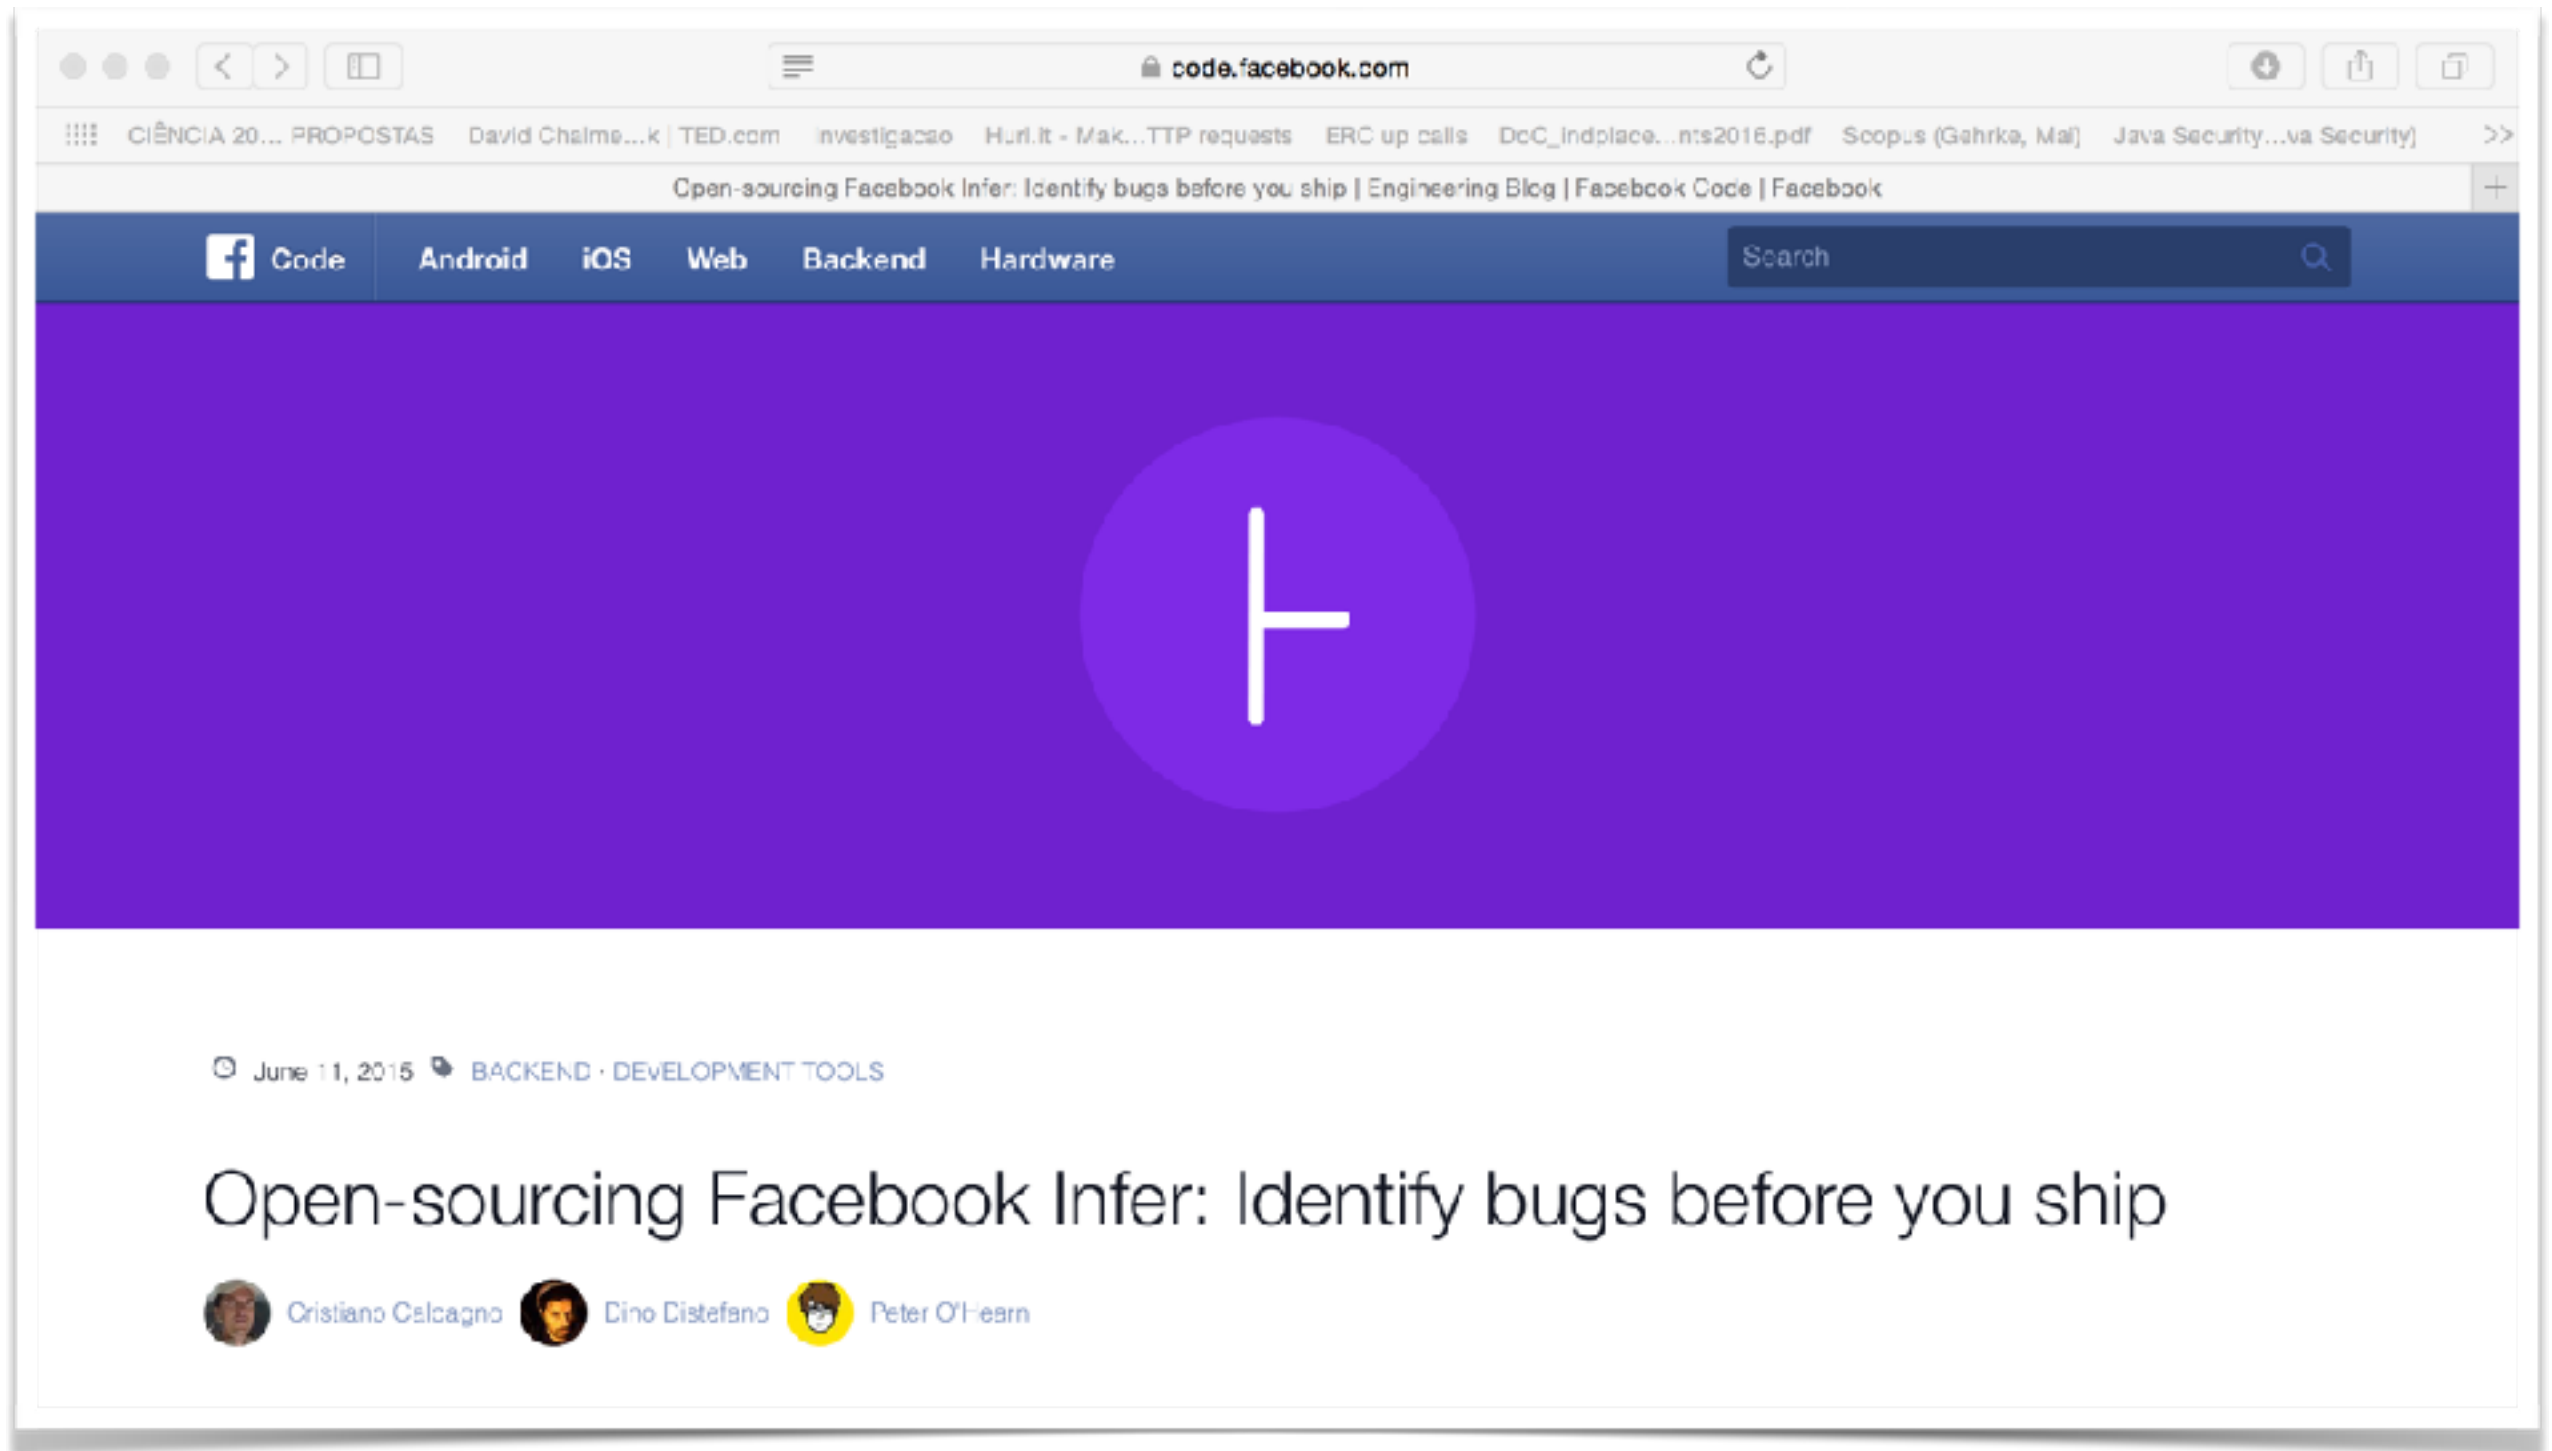 code.facebook.com
CIÊNCIA 20... PROPOSTAS David Chalme...k | TED.com Investigacao Hurl.it - Mak...TTP requests ERC up calls DoC_indplace...nts2016.pdf Scopus (Gehrke, Mai) Java Security...va Security) >>
Open-sourcing Facebook Infer: Identify bugs before you ship | Engineering Blog | Facebook Code | Facebook
f Code Android iOS Web Backend Hardware Search
June 11, 2015 BACKEND · DEVELOPMENT TOOLS
Open-sourcing Facebook Infer: Identify bugs before you ship
Cristiano Calcagno Dino Distefano Peter O'Hearn